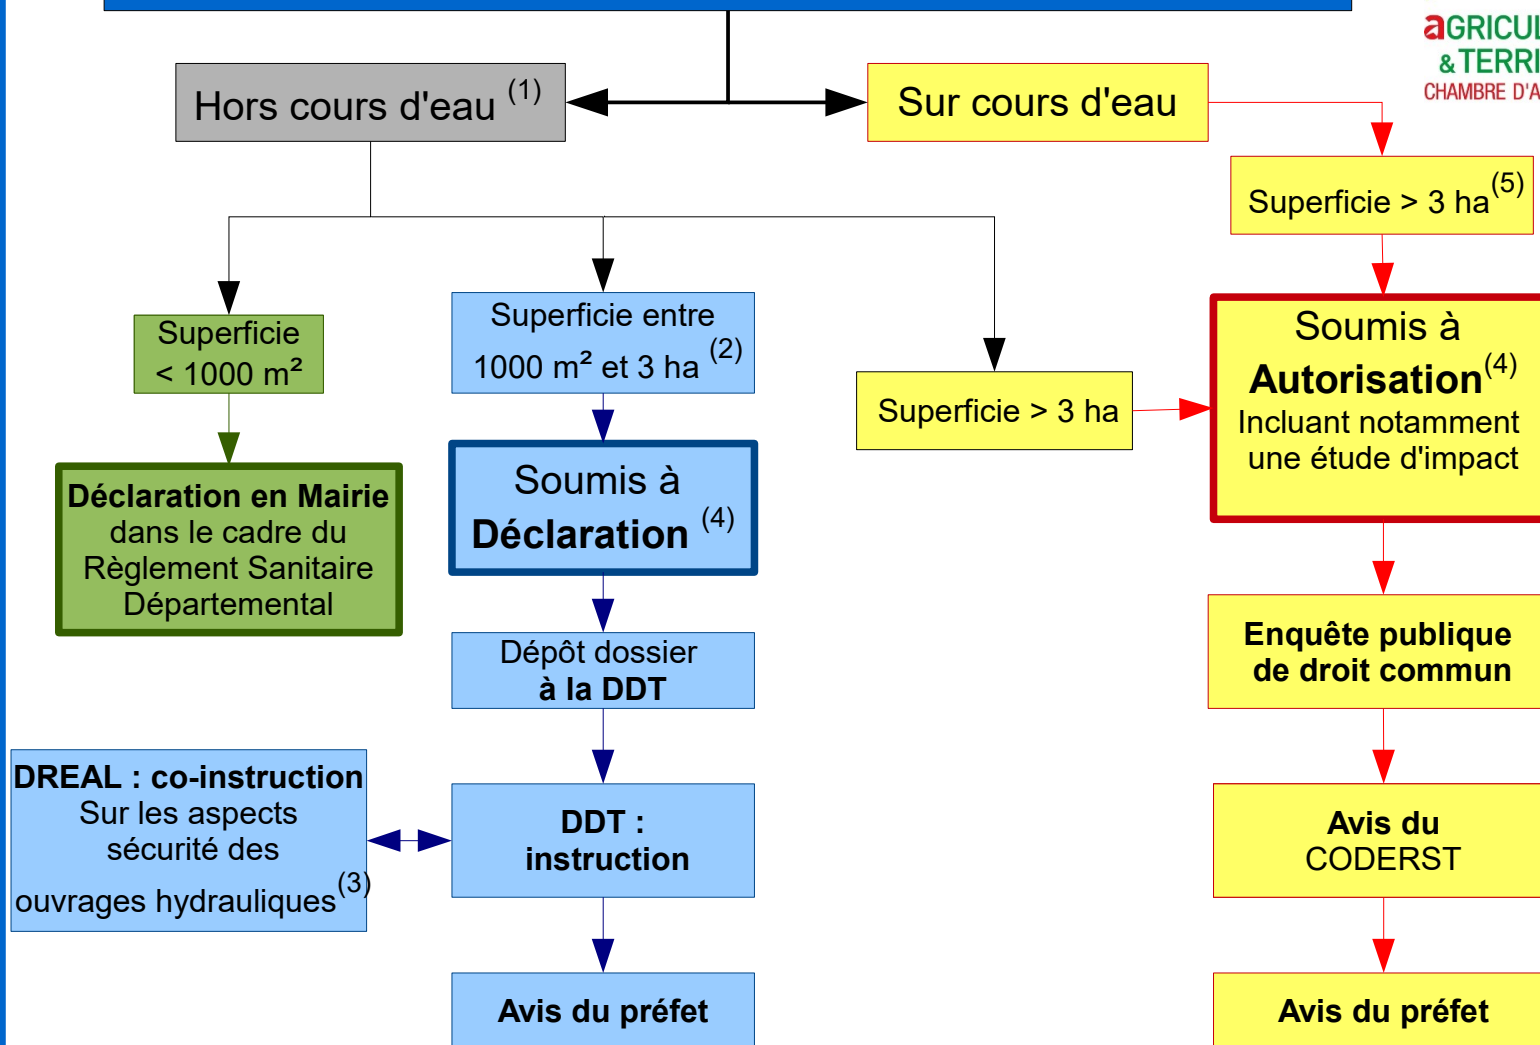 aGRICUL
& TERRI
CHAMBRE D'A
Hors cours d'eau (1)
Sur cours d'eau
Superficie > 3 ha (5)
Superficie
< 1000 m²
Superficie entre
1000 m² et 3 ha (2)
Superficie > 3 ha
Soumis à
Autorisation (4)
Incluant notamment
une étude d'impact
Déclaration en Mairie
dans le cadre du
Règlement Sanitaire
Départemental
Soumis à
Déclaration (4)
Dépôt dossier
à la DDT
Enquête publique
de droit commun
DREAL : co-instruction
Sur les aspects
sécurité des
ouvrages hydrauliques (3)
DDT :
instruction
Avis du
CODERST
Avis du préfet
Avis du préfet